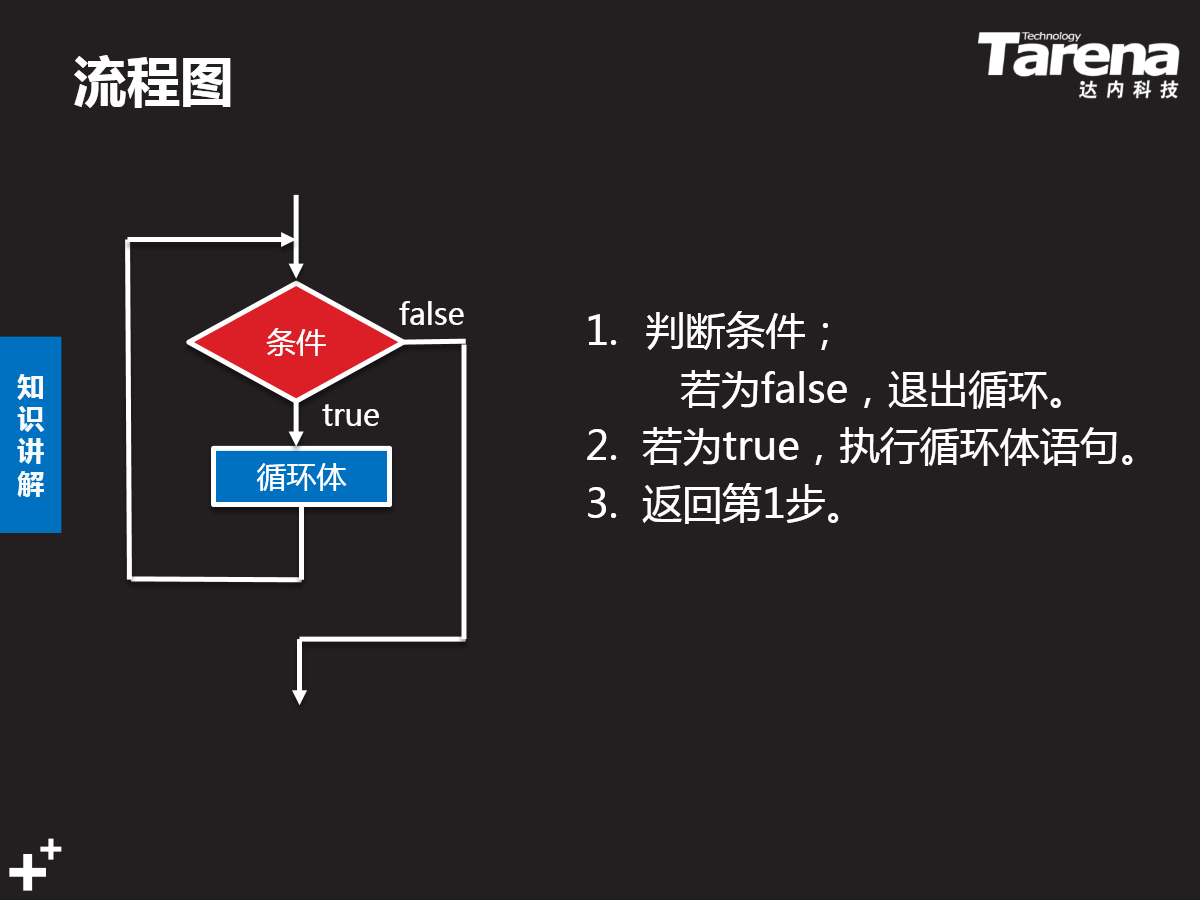 流程图
Technology
Tarena
达内科技
知识讲解
条件
false
true
循环体
1. 判断条件；
若为false，退出循环。
2. 若为true，执行循环体语句。
3. 返回第1步。